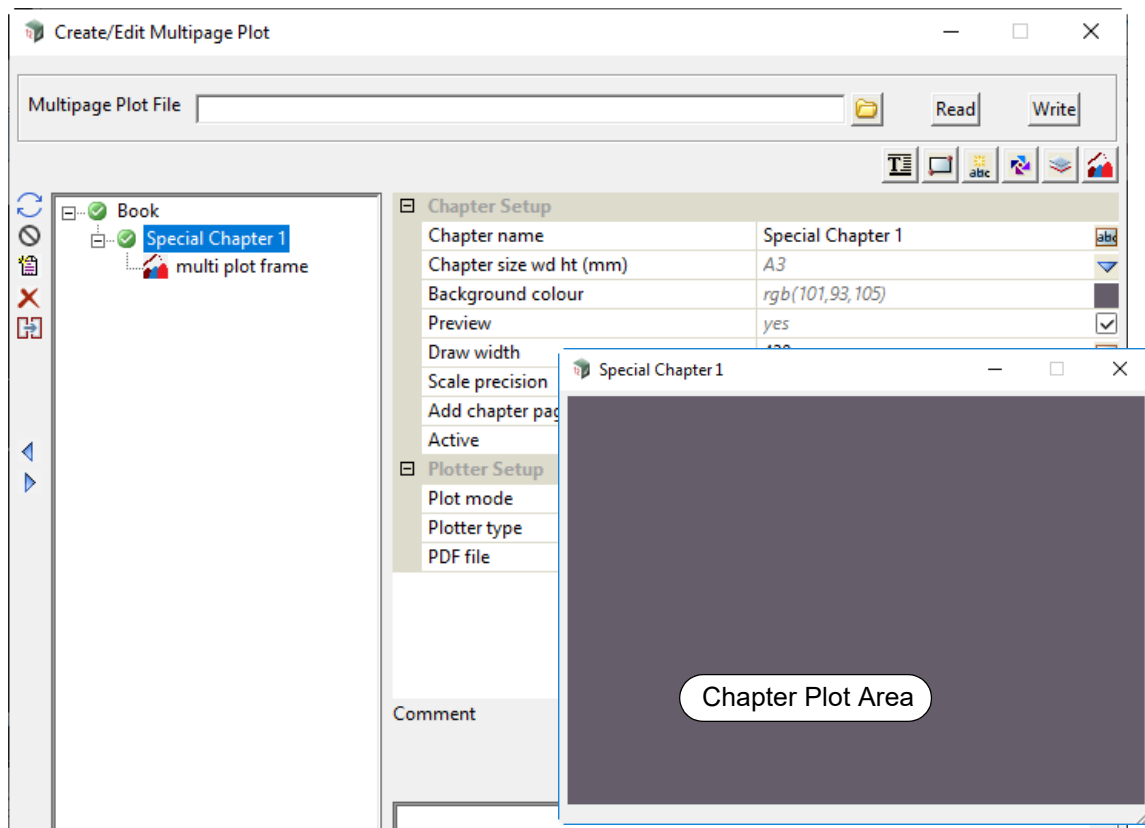 Create/Edit Multipage Plot
Multipage Plot File
Read
Write
abc
Book
Special Chapter 1
multi plot frame
Chapter Setup
Chapter name Special Chapter 1
Chapter size wd ht (mm) A3
Background colour rgb(101,93,105)
Preview yes
Draw width
Scale precision
Add chapter pag
Active
Plotter Setup
Plot mode
Plotter type
PDF file
Comment
Special Chapter 1
Chapter Plot Area